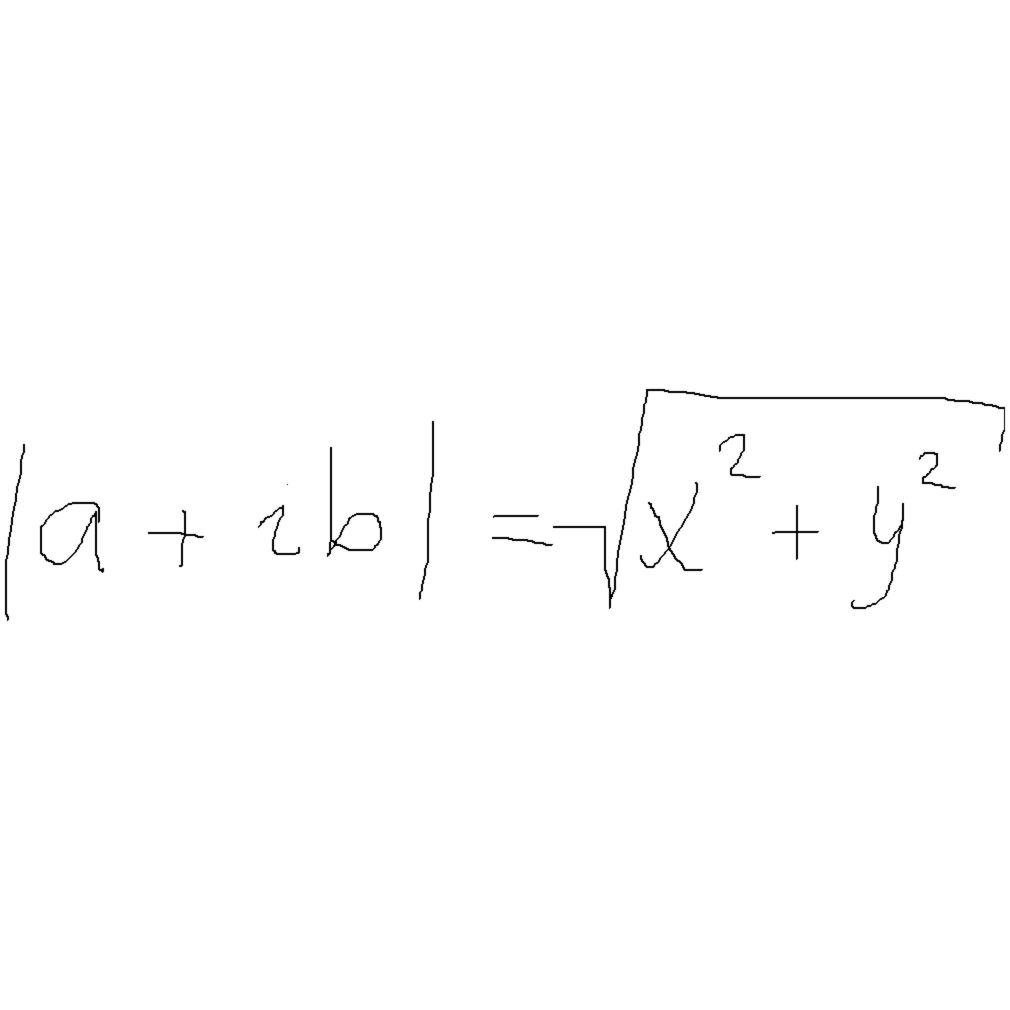 |a + ib| = √(x² + y²)